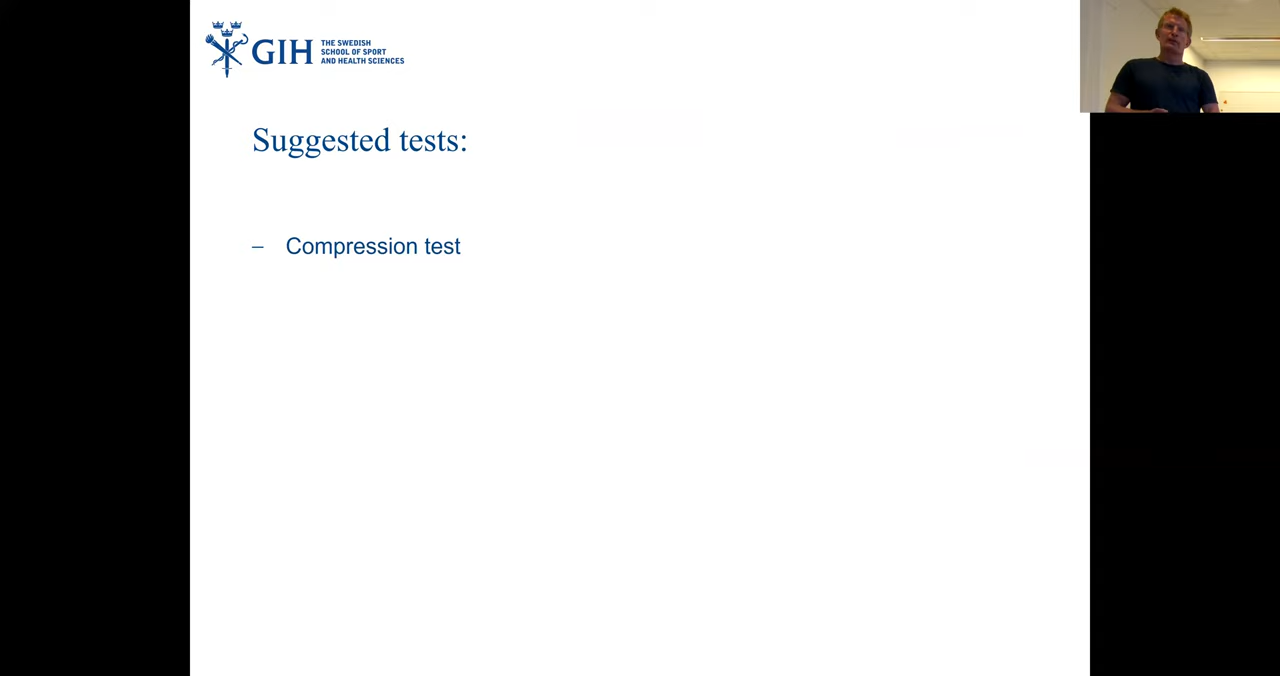 GIH
THE SWEDISH
SCHOOL OF SPORT
AND HEALTH SCIENCES
Suggested tests:
– Compression test